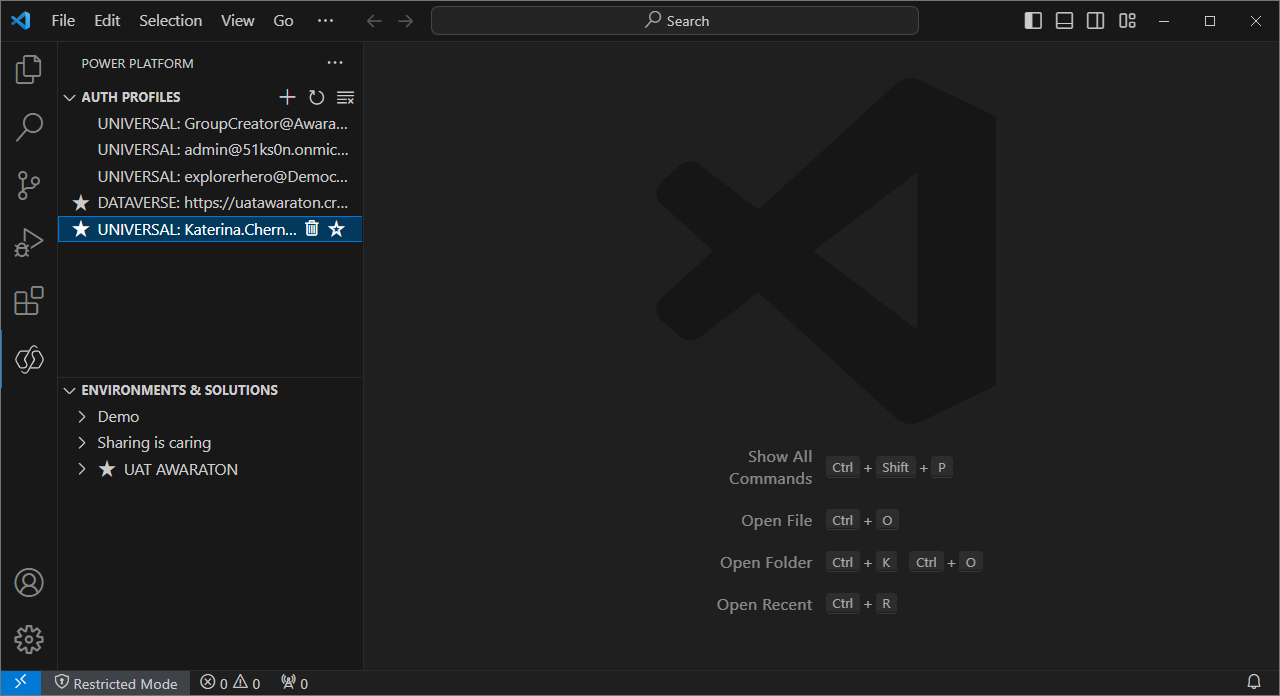 File Edit Selection View Go ···
Search
POWER PLATFORM
AUTH PROFILES
UNIVERSAL: GroupCreator@Awara...
UNIVERSAL: admin@51ks0n.onmic...
UNIVERSAL: explorerhero@Democ...
DATAVERSE: https://uatawaraton.cr...
UNIVERSAL: Katerina.Chern...
ENVIRONMENTS & SOLUTIONS
Demo
Sharing is caring
UAT AWARATON
Show All
Commands Ctrl + Shift + P
Open File Ctrl + O
Open Folder Ctrl + K Ctrl + O
Open Recent Ctrl + R
Restricted Mode 0 0 0